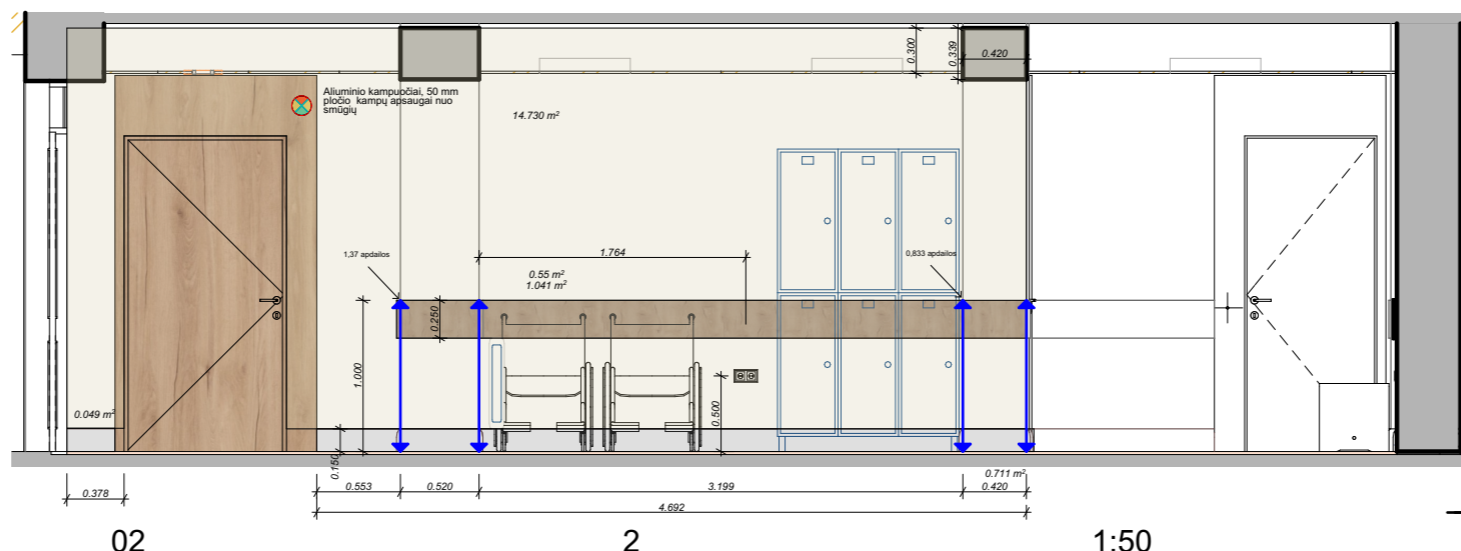 0.300
0.339
0.420
Aliuminio kampuočiai, 50 mm
pločio kampų apsaugai nuo
smūgių
14.730 m²
1,37 apdailos
1.764
0,833 apdailos
0.55 m²
1.041 m²
0.250
1.000
0.500
0.049 m²
0.150
0.711 m²
0.378
0.553
0.520
3.199
0.420
4.692
02
2
1:50